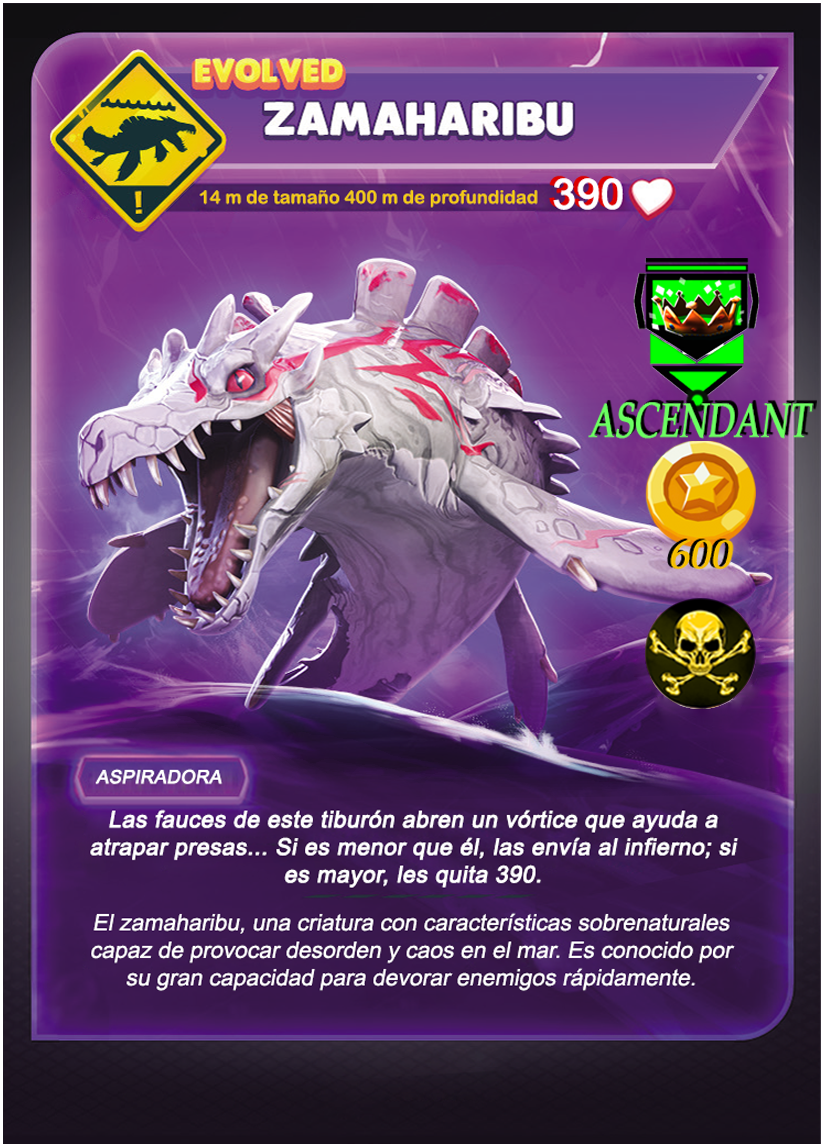 EVOLVED
ZAMAHARIBU
14 m de tamaño 400 m de profundidad 390
!
ASCENDANT
600
ASPIRADORA
Las fauces de este tiburón abren un vórtice que ayuda a
atrapar presas... Si es menor que él, las envía al infierno; si
es mayor, les quita 390.
El zamaharibu, una criatura con características sobrenaturales
capaz de provocar desorden y caos en el mar. Es conocido por
su gran capacidad para devorar enemigos rápidamente.